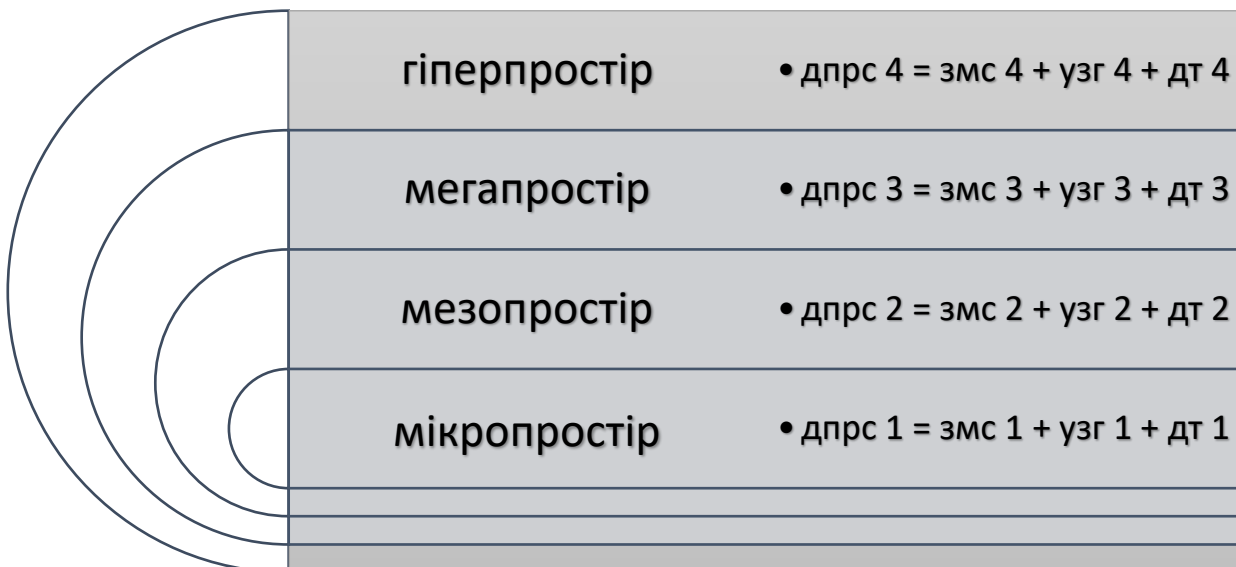 гіперпростір • дпрс 4 = змс 4 + узг 4 + дт 4
мегапростір • дпрс 3 = змс 3 + узг 3 + дт 3
мезопростір • дпрс 2 = змс 2 + узг 2 + дт 2
мікропростір • дпрс 1 = змс 1 + узг 1 + дт 1